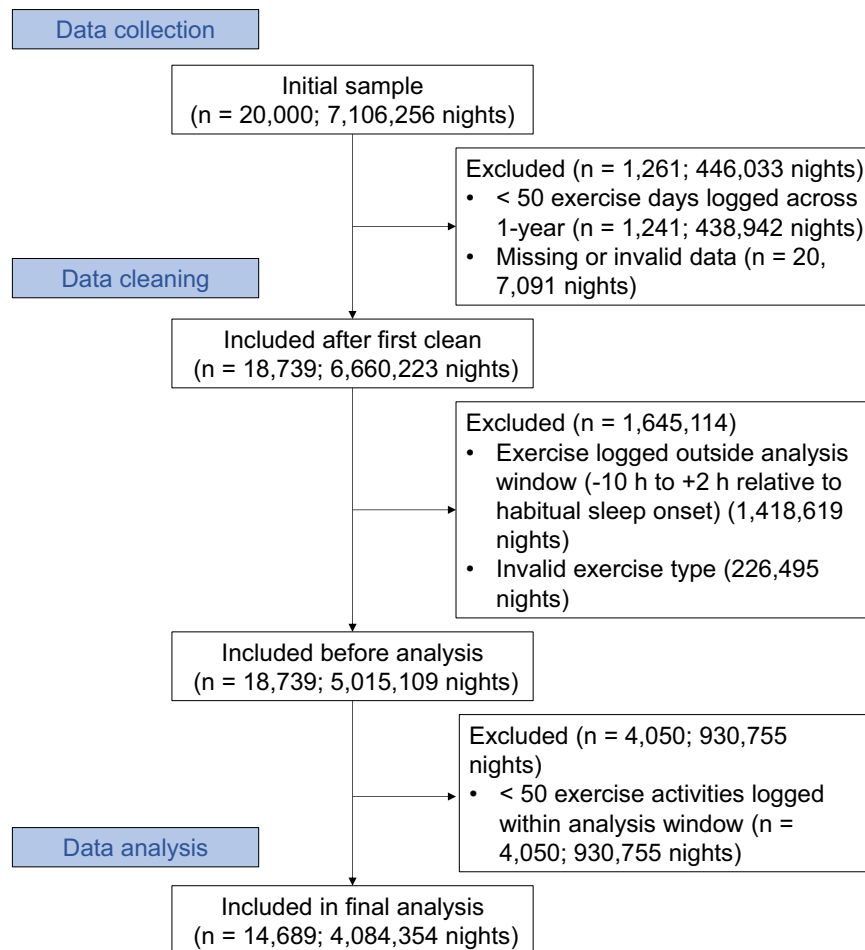 Data collection
Initial sample
(n = 20,000; 7,106,256 nights)
Excluded (n = 1,261; 446,033 nights)
• < 50 exercise days logged across
1-year (n = 1,241; 438,942 nights)
• Missing or invalid data (n = 20,
7,091 nights)
Data cleaning
Included after first clean
(n = 18,739; 6,660,223 nights)
Excluded (n = 1,645,114)
• Exercise logged outside analysis
window (-10 h to +2 h relative to
habitual sleep onset) (1,418,619
nights)
• Invalid exercise type (226,495
nights)
Included before analysis
(n = 18,739; 5,015,109 nights)
Excluded (n = 4,050; 930,755
nights)
• < 50 exercise activities logged
within analysis window (n =
4,050; 930,755 nights)
Data analysis
Included in final analysis
(n = 14,689; 4,084,354 nights)